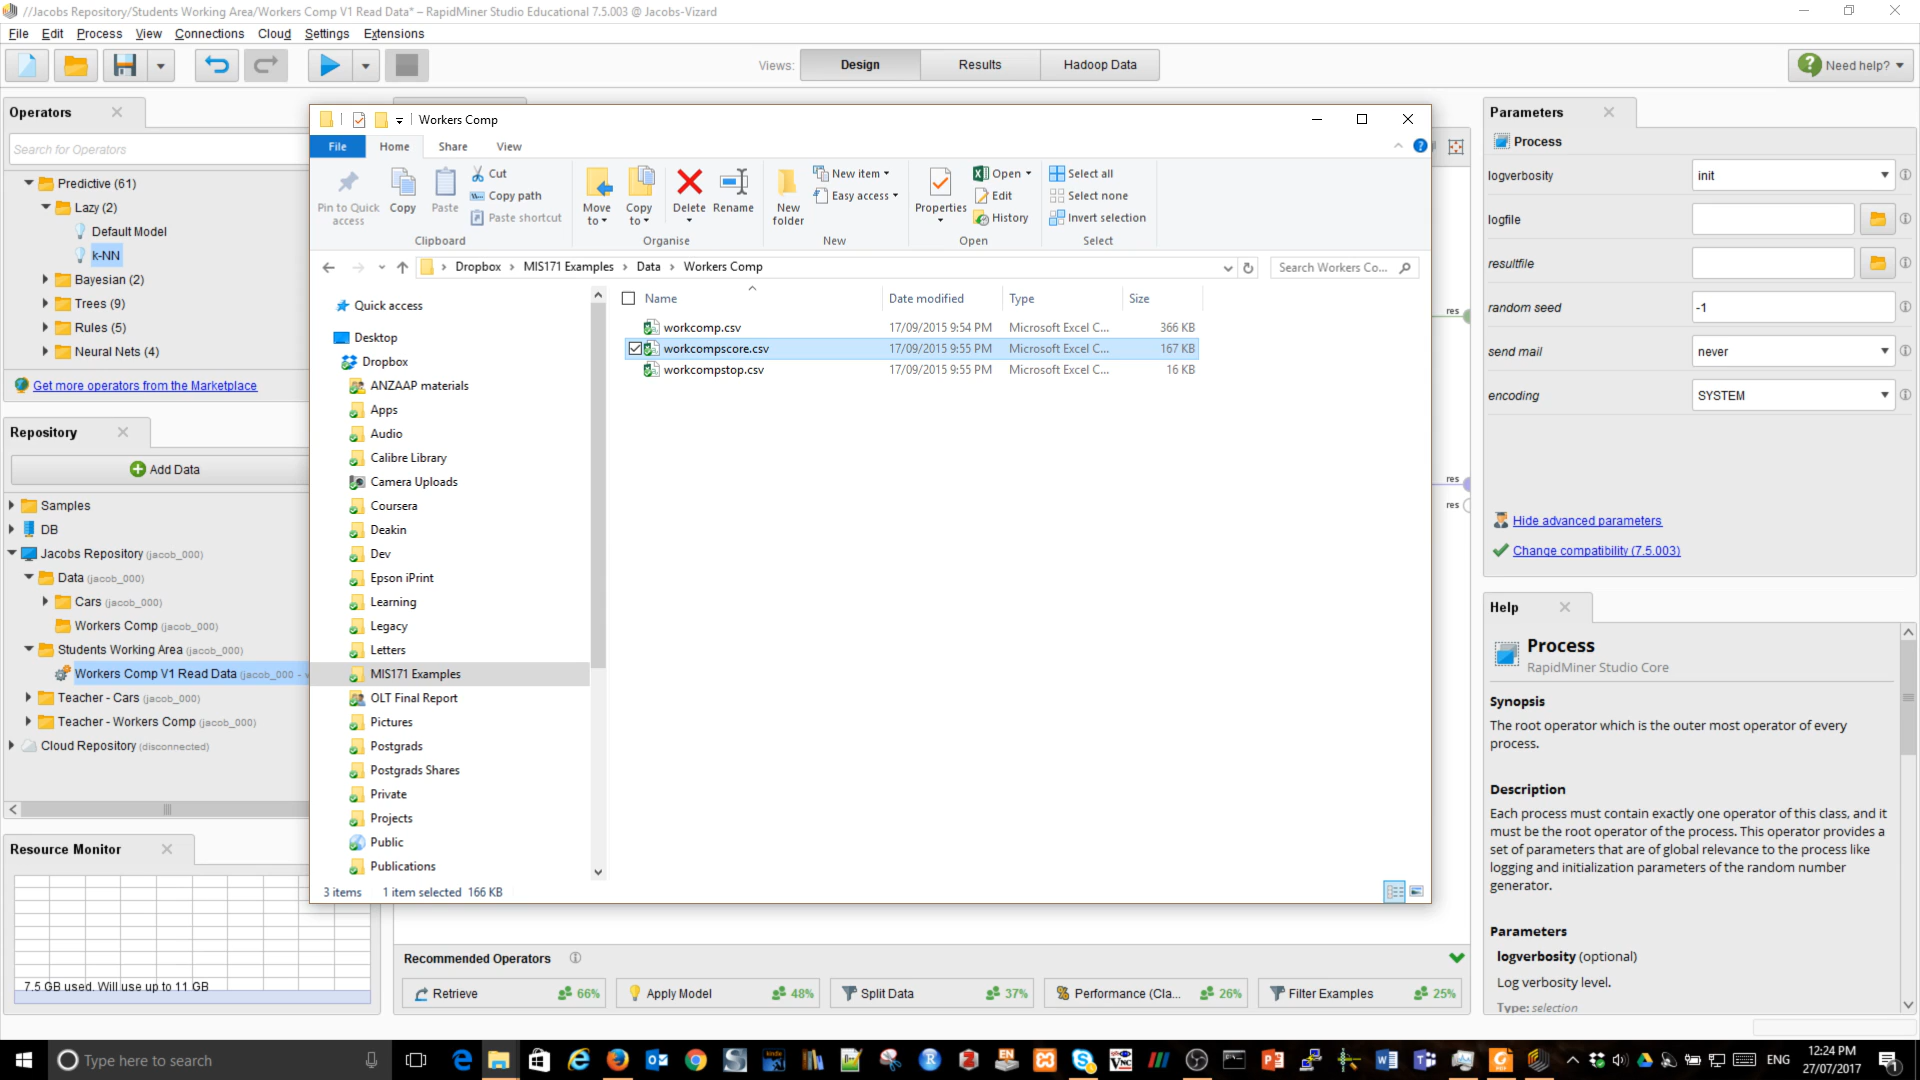 //Jacobs Repository/Students Working Area/Workers Comp V1 Read Data* – RapidMiner Studio Educational 7.5.003 @ Jacobs-Vizard
File Edit Process View Connections Cloud Settings Extensions
Views: Design Results Hadoop Data Need help?
Operators
Search for Operators
Predictive (61)
Lazy (2)
Default Model
k-NN
Bayesian (2)
Trees (9)
Rules (5)
Neural Nets (4)
Get more operators from the Marketplace
Repository
Add Data
Samples
DB
Jacobs Repository (jacob_000)
Data (jacob_000)
Cars (jacob_000)
Workers Comp (jacob_000)
Students Working Area (jacob_000)
Workers Comp V1 Read Data (jacob_000 - v
Teacher - Cars (jacob_000)
Teacher - Workers Comp (jacob_000)
Cloud Repository (disconnected)
Resource Monitor
7.5 GB used. Will use up to 11 GB
Workers Comp
File Home Share View
Pin to Quick access
Copy
Paste
Cut
Copy path
Paste shortcut
Clipboard
Move to
Copy to
Delete
Rename
Organise
New folder
New item
Easy access
New
Properties
Open
Edit
History
Open
Select all
Select none
Invert selection
Select
Dropbox > MIS171 Examples > Data > Workers Comp
Search Workers Co...
Quick access
Desktop
Dropbox
ANZAAP materials
Apps
Audio
Calibre Library
Camera Uploads
Coursera
Deakin
Dev
Epson iPrint
Learning
Legacy
Letters
MIS171 Examples
OLT Final Report
Pictures
Postgrads
Postgrads Shares
Private
Projects
Public
Publications
Name Date modified Type Size
workcomp.csv 17/09/2015 9:54 PM Microsoft Excel C... 366 KB
workcompscore.csv 17/09/2015 9:55 PM Microsoft Excel C... 167 KB
workcompstop.csv 17/09/2015 9:55 PM Microsoft Excel C... 16 KB
3 items 1 item selected 166 KB
res
res
res
Recommended Operators
Retrieve 66%
Apply Model 48%
Split Data 37%
Performance (Cla... 26%
Filter Examples 25%
Parameters
Process
logverbosity init
logfile
resultfile
random seed -1
send mail never
encoding SYSTEM
Hide advanced parameters
Change compatibility (7.5.003)
Help
Process
RapidMiner Studio Core
Synopsis
The root operator which is the outer most operator of every
process.
Description
Each process must contain exactly one operator of this class, and it
must be the root operator of the process. This operator provides a
set of parameters that are of global relevance to the process like
logging and initialization parameters of the random number
generator.
Parameters
logverbosity (optional)
Log verbosity level.
Type: selection
Type here to search
ENG
12:24 PM
27/07/2017